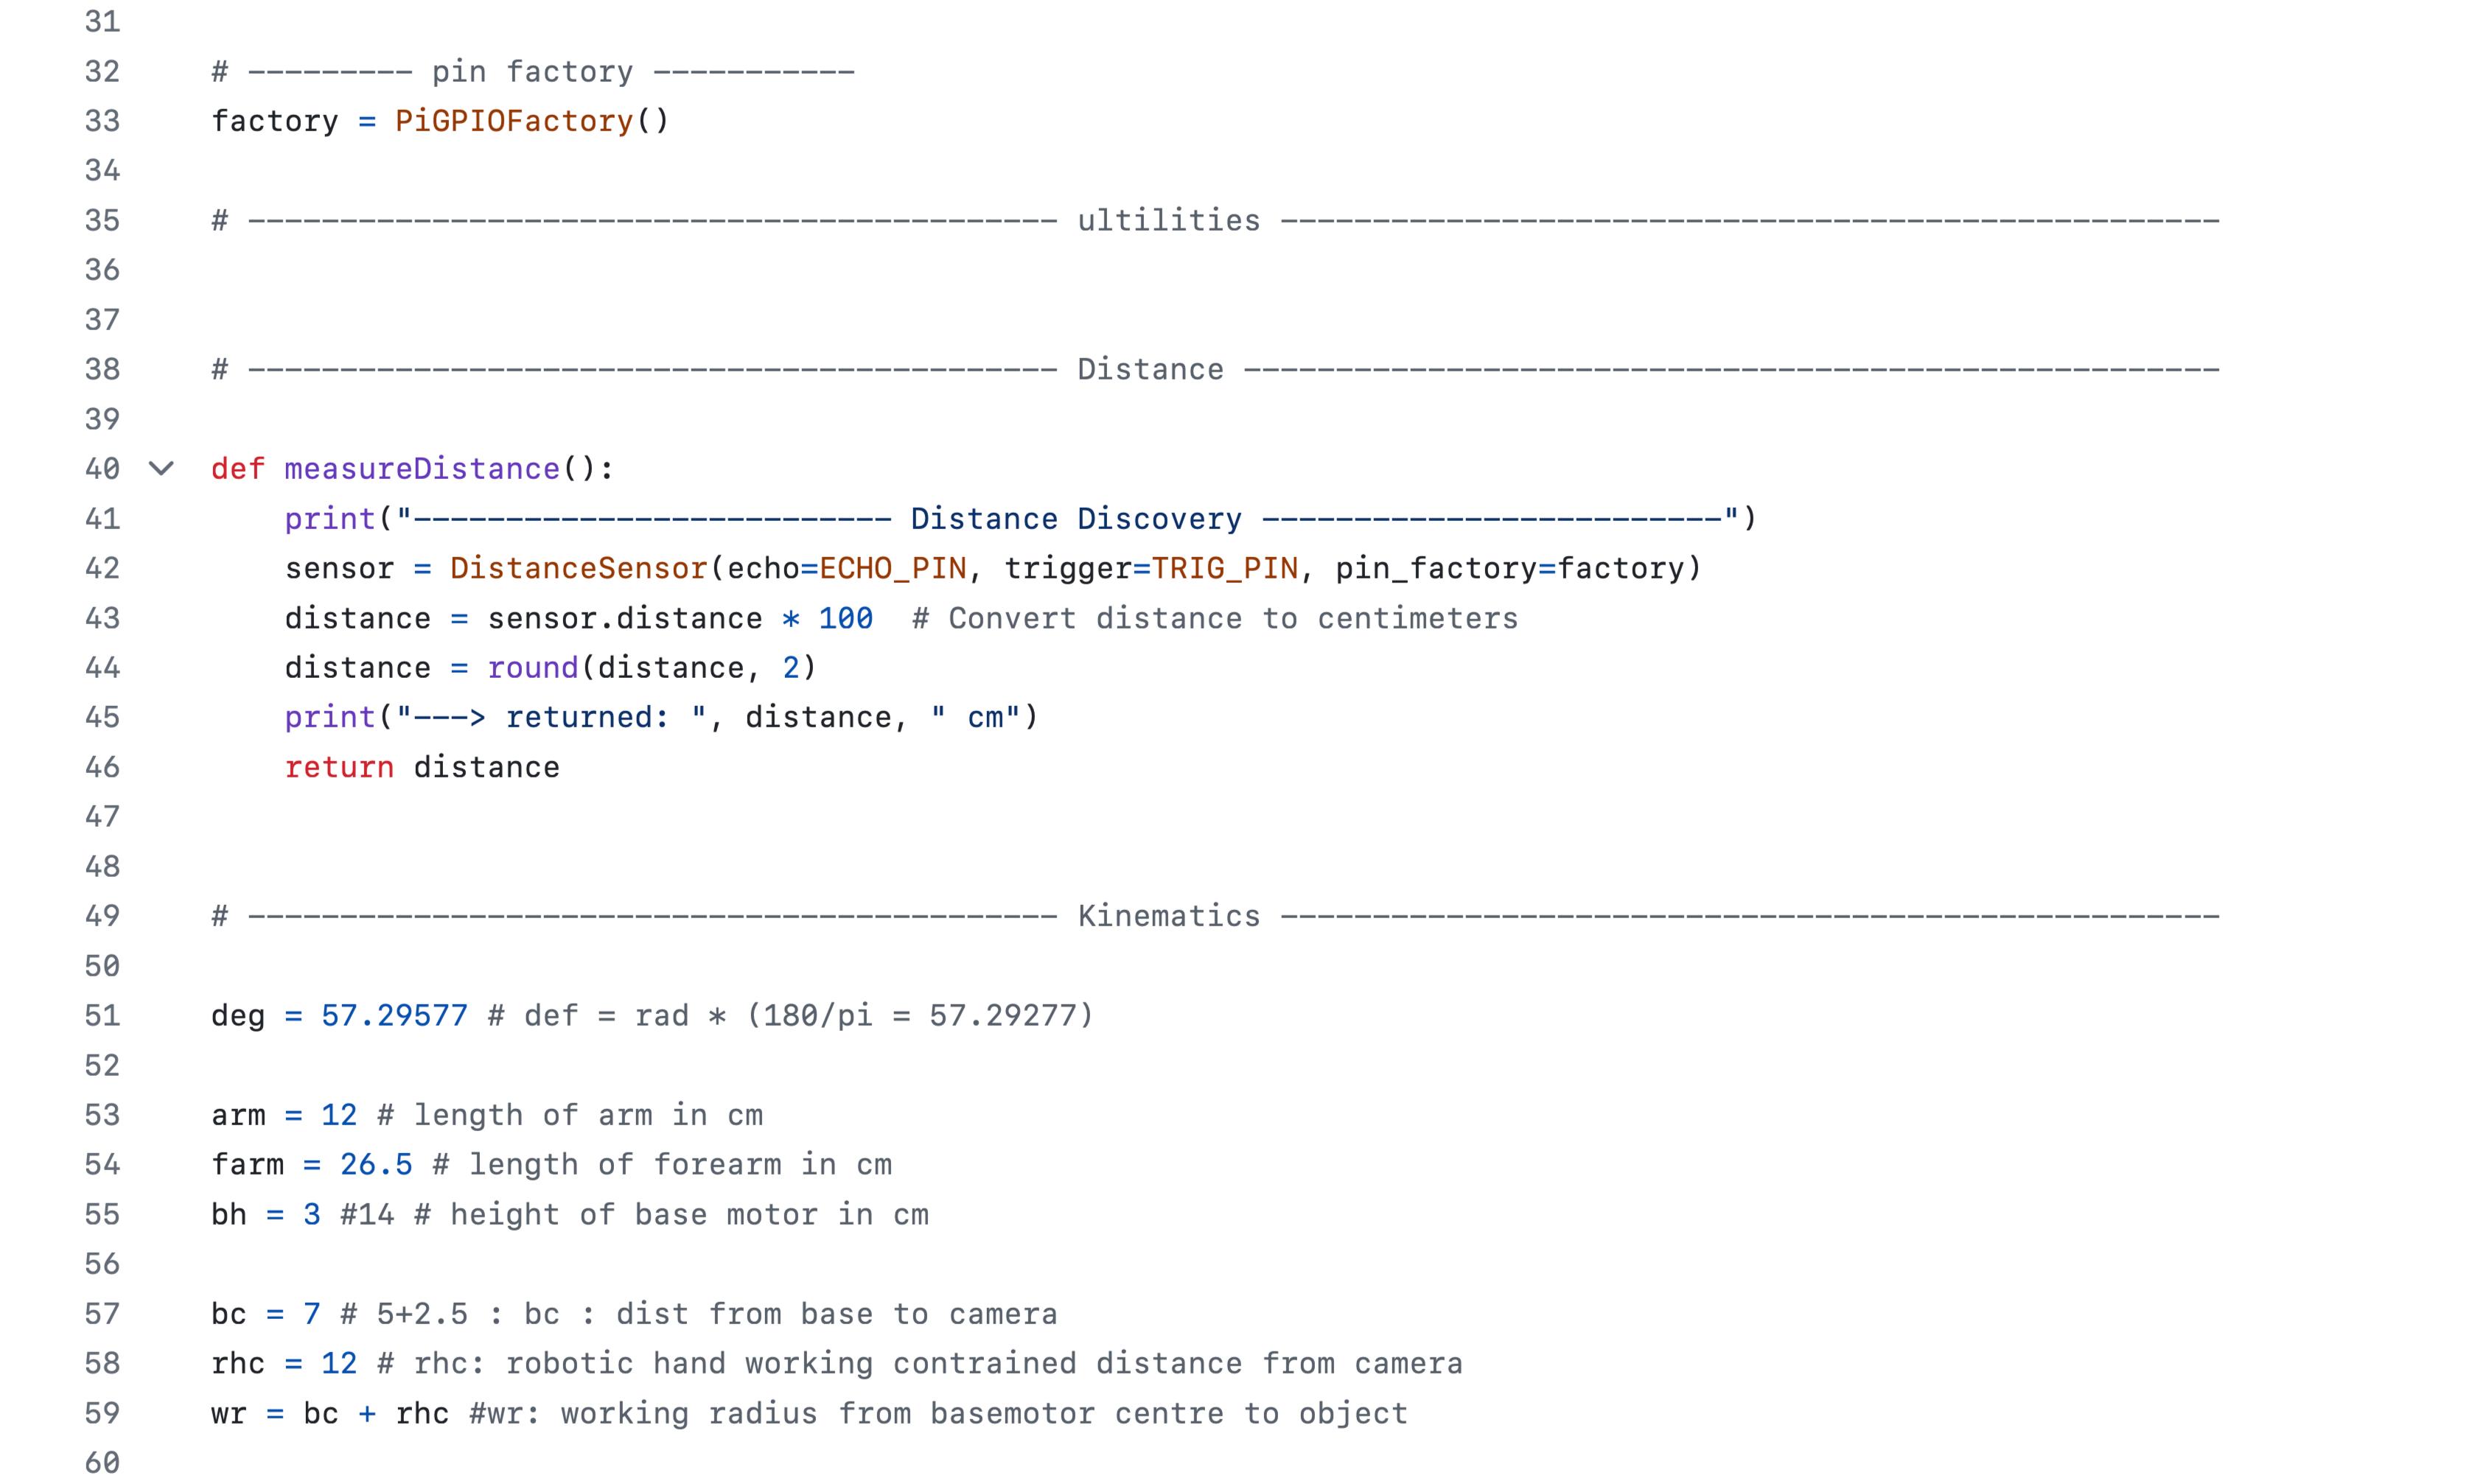 31
32 # --------- pin factory -----------
33 factory = PiGPIOFactory()
34
35 # -------------------------------------------- ultilities ---------------------------------------------------
36
37
38 # -------------------------------------------- Distance -----------------------------------------------------
39
40 def measureDistance():
41     print("-------------------------- Distance Discovery -------------------------")
42     sensor = DistanceSensor(echo=ECHO_PIN, trigger=TRIG_PIN, pin_factory=factory)
43     distance = sensor.distance * 100  # Convert distance to centimeters
44     distance = round(distance, 2)
45     print("---> returned: ", distance, " cm")
46     return distance
47
48
49 # -------------------------------------------- Kinematics ---------------------------------------------------
50
51 deg = 57.29577 # def = rad * (180/pi = 57.29277)
52
53 arm = 12 # length of arm in cm
54 farm = 26.5 # length of forearm in cm
55 bh = 3 #14 # height of base motor in cm
56
57 bc = 7 # 5+2.5 : bc : dist from base to camera
58 rhc = 12 # rhc: robotic hand working contrained distance from camera
59 wr = bc + rhc #wr: working radius from basemotor centre to object
60